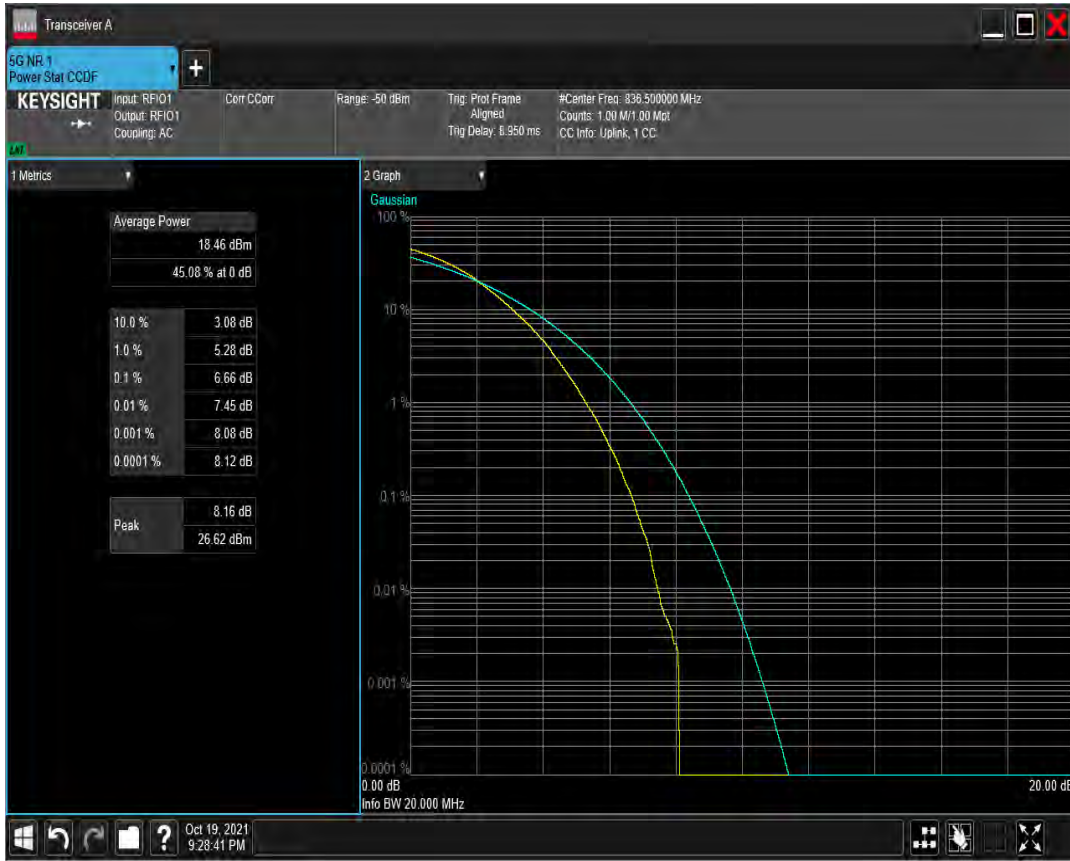 Transceiver A
5G NR 1
Power Stat CCDF
+
KEYSIGHT
Input: RFIO1
Output: RFIO1
Coupling: AC
Corr CCorr
Range: -50 dBm
Trig: Prot Frame
Aligned
Trig Delay: 8.950 ms
#Center Freq: 836.500000 MHz
Counts: 1.00 M/1.00 Mpt
CC Info: Uplink, 1 CC
LNT
1 Metrics
Average Power
18.46 dBm
45.08 % at 0 dB
10.0 % 3.08 dB
1.0 % 5.28 dB
0.1 % 6.66 dB
0.01 % 7.45 dB
0.001 % 8.08 dB
0.0001 % 8.12 dB
Peak
8.16 dB
26.62 dBm
2 Graph
Gaussian
100 %
10 %
1 %
0.1 %
0.01 %
0.001 %
0.0001 %
0.00 dB
20.00 dB
Info BW 20.000 MHz
?
Oct 19, 2021
9:28:41 PM